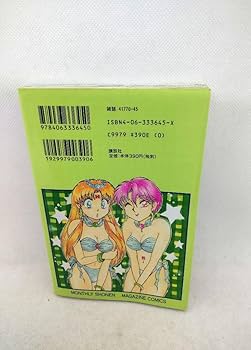 雑誌 41770-45
ISBN4-06-333645-X
C9979 ¥390E (0)
9784063336450
講談社
定価:本体390円(税別)
1929979003906
MONTHLY SHONEN MAGAZINE COMICS